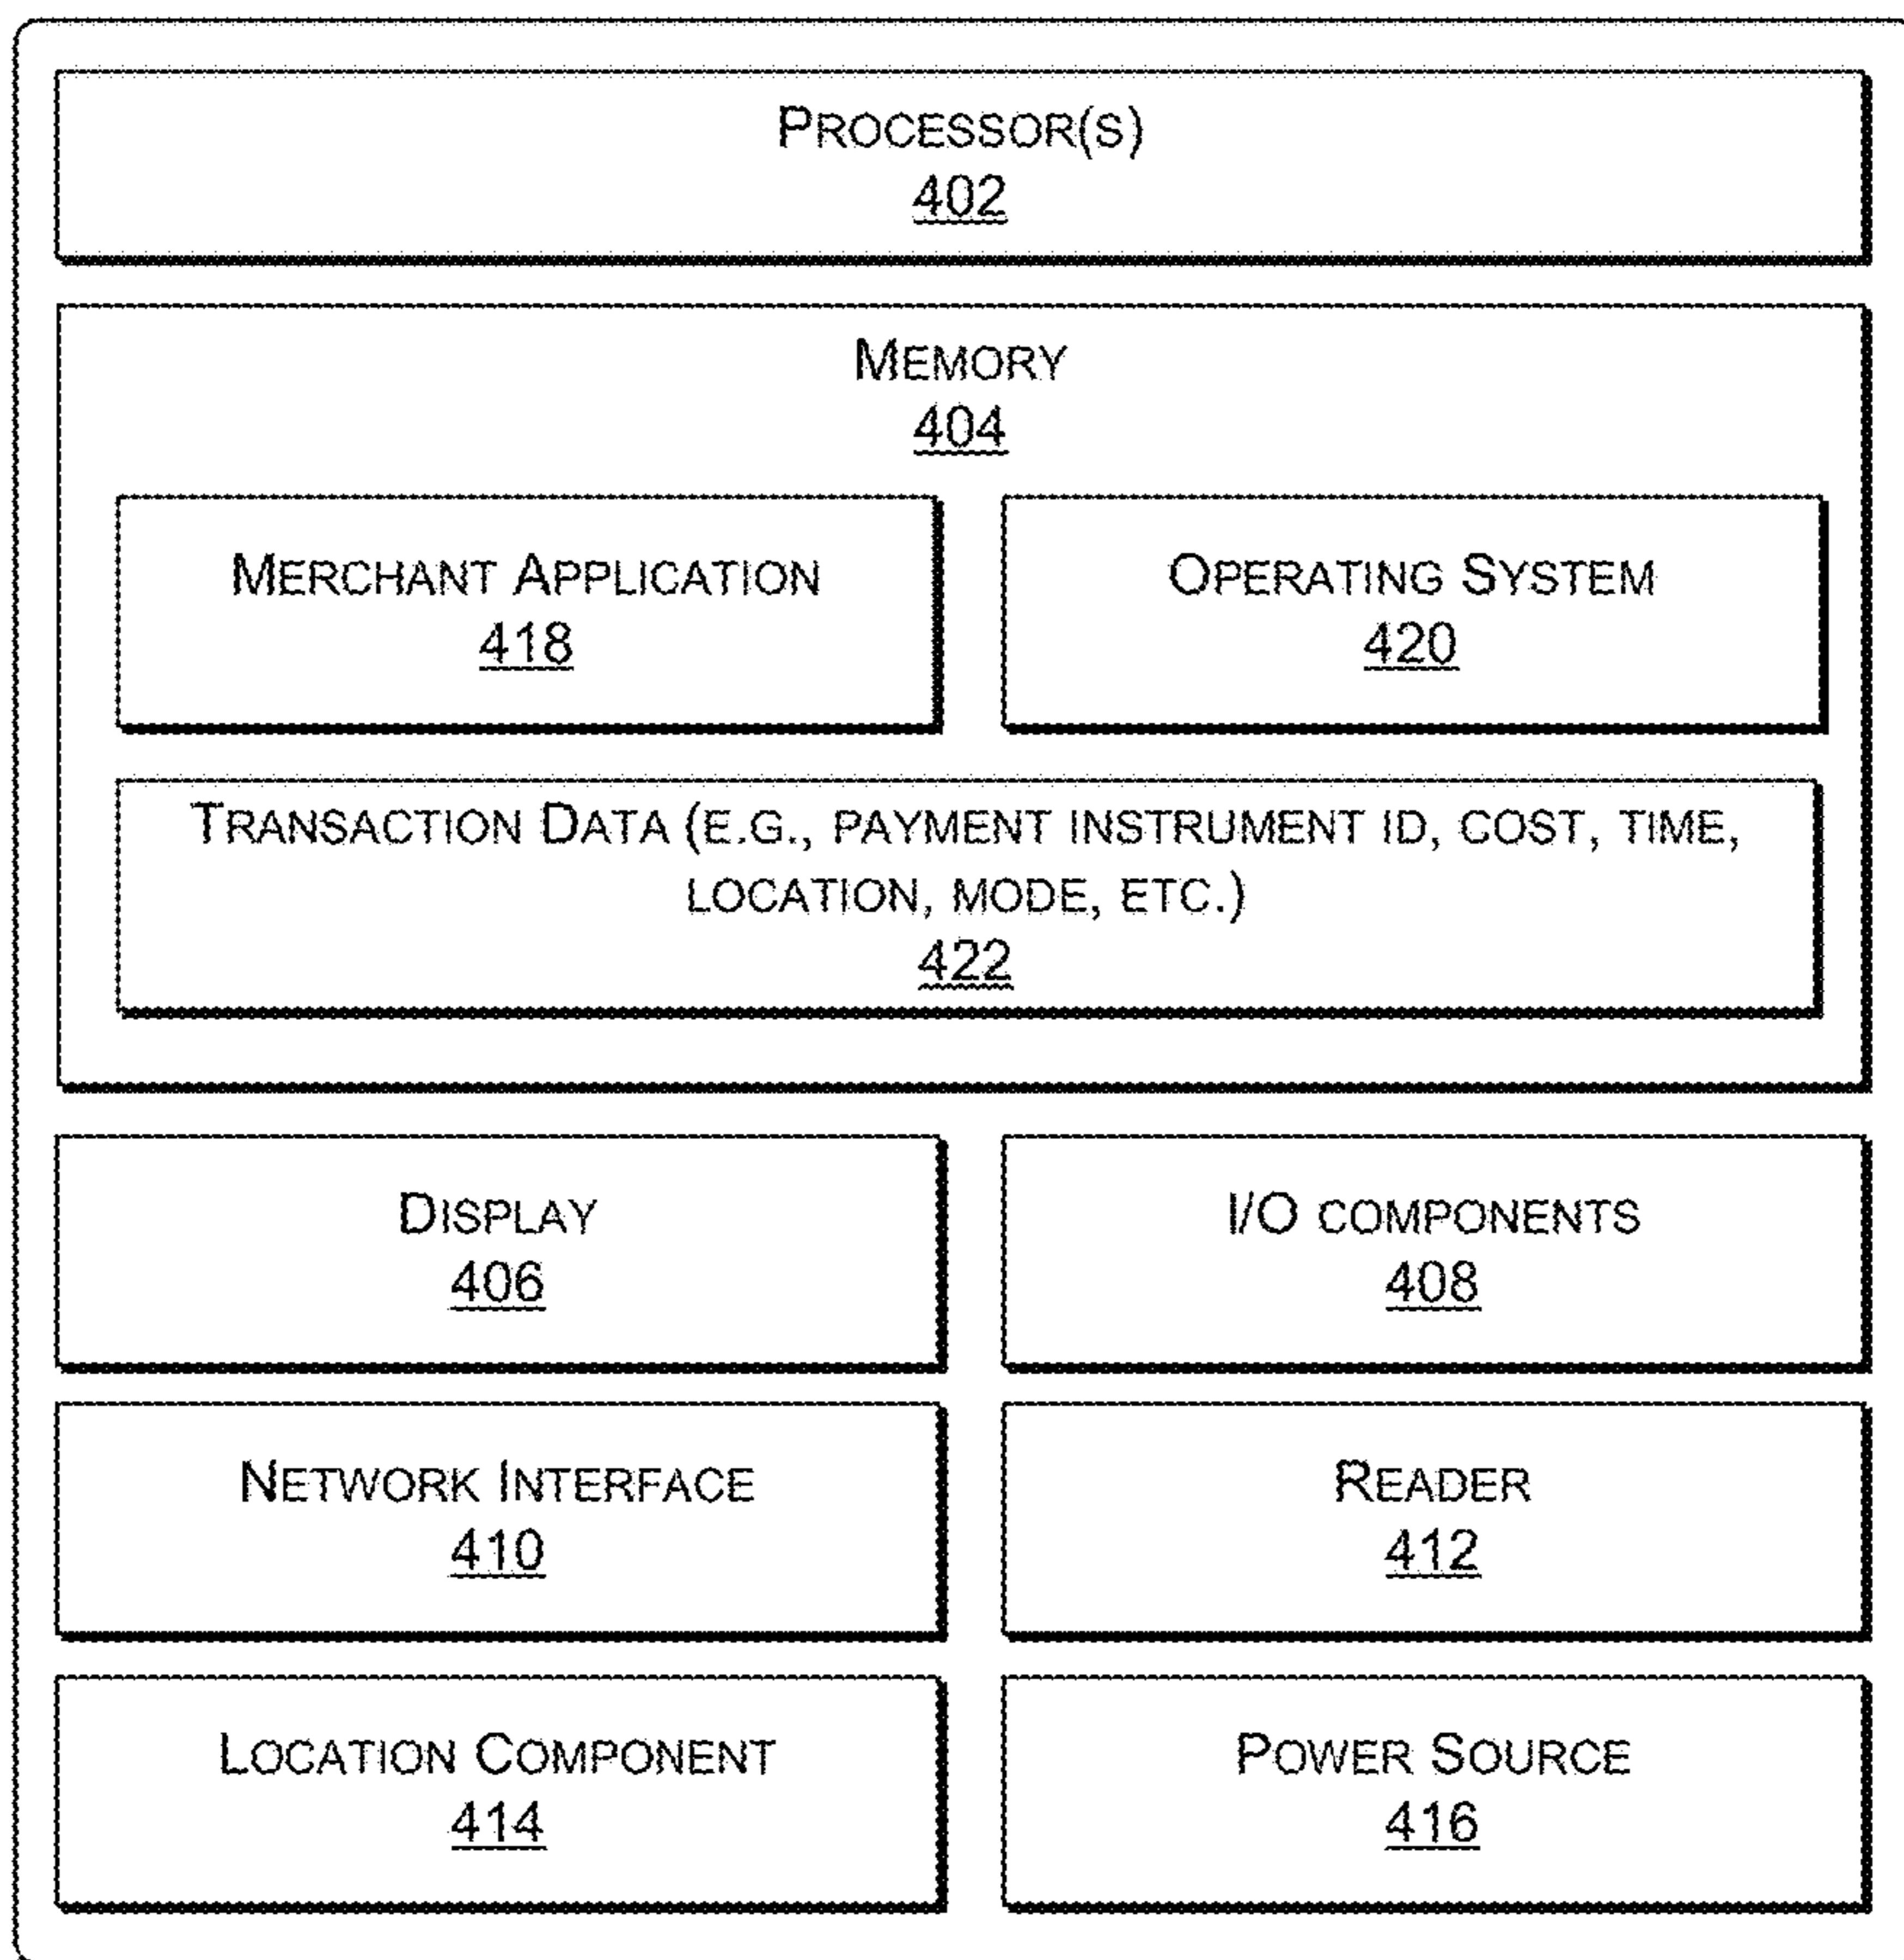 PROCESSOR(S)
402
MEMORY
404
MERCHANT APPLICATION
418
OPERATING SYSTEM
420
TRANSACTION DATA (E.G., PAYMENT INSTRUMENT ID, COST, TIME,
LOCATION, MODE, ETC.)
422
DISPLAY
406
I/O COMPONENTS
408
NETWORK INTERFACE
410
READER
412
LOCATION COMPONENT
414
POWER SOURCE
416